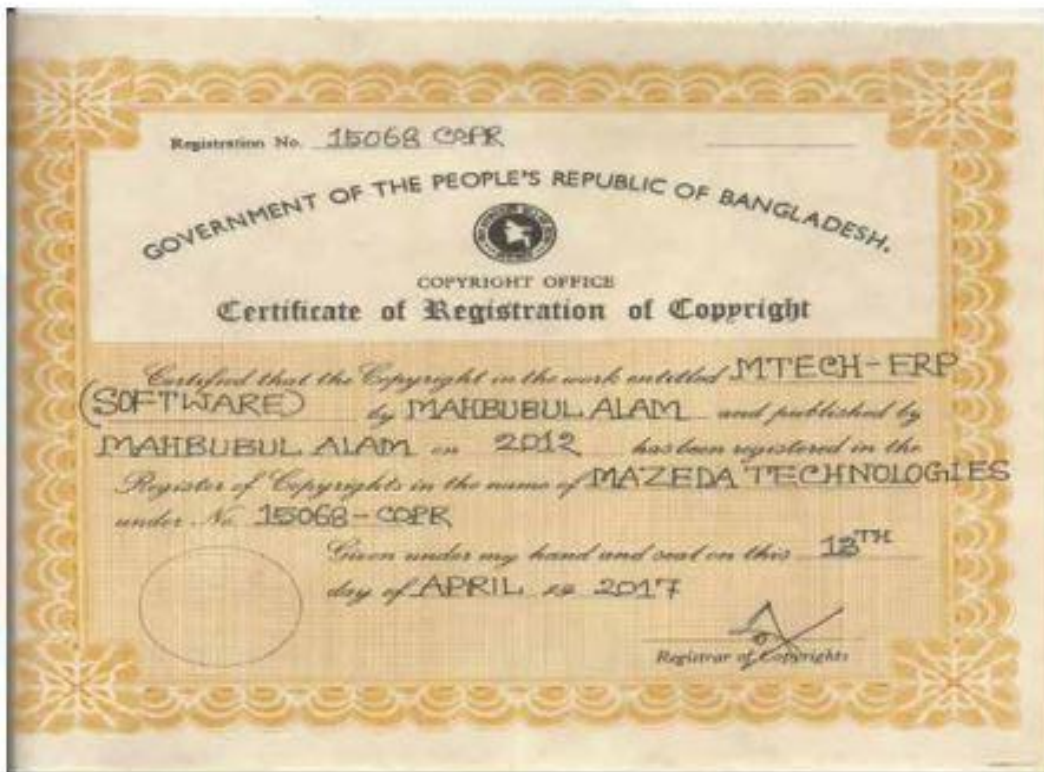 Registration No. 15068 COPR
GOVERNMENT OF THE PEOPLE'S REPUBLIC OF BANGLADESH.
COPYRIGHT OFFICE
Certificate of Registration of Copyright
Certified that the Copyright in the work entitled MTECH-ERP
(SOFTWARE) by MAHBUBUL ALAM and published by
MAHBUBUL ALAM on 2012 has been registered in the
Register of Copyrights in the name of MAZEDA TECHNOLOGIES
under No. 15068-COPR
Given under my hand and seal on this 13TH
day of APRIL 2017
Registrar of Copyrights